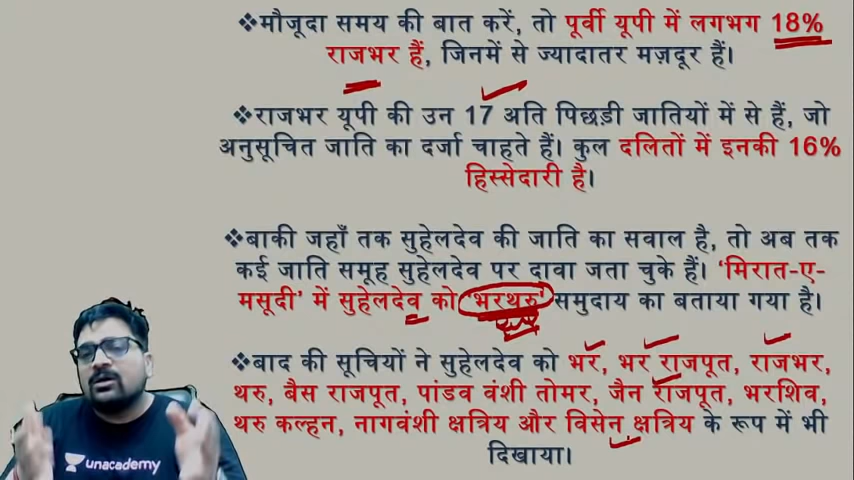 ❖मौजूदा समय की बात करें, तो पूर्वी यूपी में लगभग 18%
राजभर हैं, जिनमें से ज्यादातर मज़दूर हैं।
❖राजभर यूपी की उन 17 अति पिछड़ी जातियों में से हैं, जो
अनुसूचित जाति का दर्जा चाहते हैं। कुल दलितों में इनकी 16%
हिस्सेदारी है।
❖बाकी जहाँ तक सुहेलदेव की जाति का सवाल है, तो अब तक
कई जाति समूह सुहेलदेव पर दावा जता चुके हैं। 'मिरात-ए-
मसूदी' में सुहेलदेव को 'भरथरु' समुदाय का बताया गया है।
❖बाद की सूचियों ने सुहेलदेव को भर, भर राजपूत, राजभर,
थरु, बैस राजपूत, पांडव वंशी तोमर, जैन राजपूत, भरशिव,
थरु कल्हन, नागवंशी क्षत्रिय और विसेन क्षत्रिय के रूप में भी
दिखाया।
unacademy